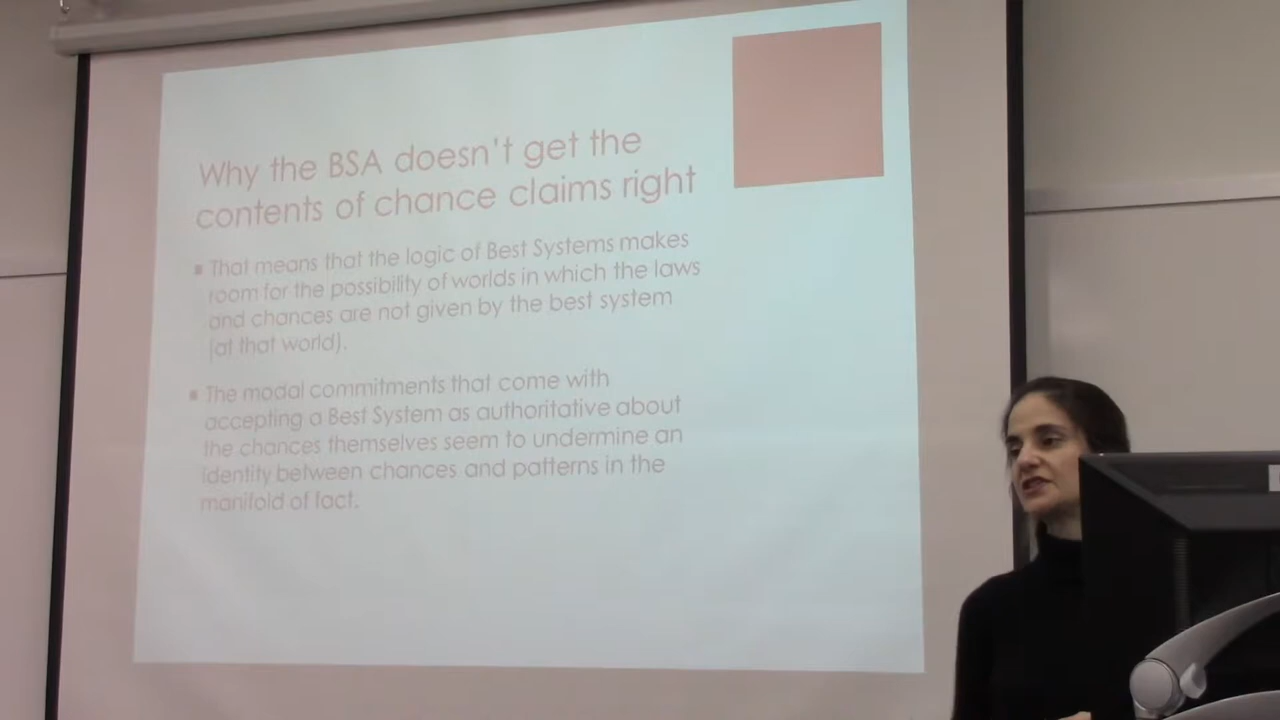 Why the BSA doesn't get the
contents of chance claims right
That means that the logic of Best Systems makes
room for the possibility of worlds in which the laws
and chances are not given by the best system
(at that world).
The modal commitments that come with
accepting a Best System as authoritative about
the chances themselves seem to undermine an
identity between chances and patterns in the
manifold of fact.